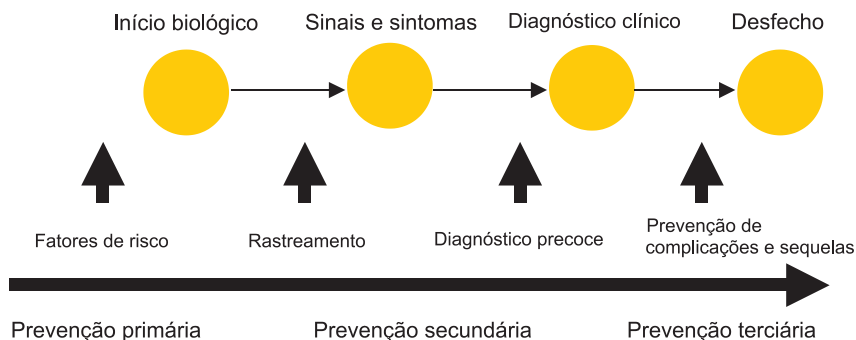 Início biológico
Sinais e sintomas
Diagnóstico clínico
Desfecho
Fatores de risco
Rastreamento
Diagnóstico precoce
Prevenção de
complicações e sequelas
Prevenção primária
Prevenção secundária
Prevenção terciária